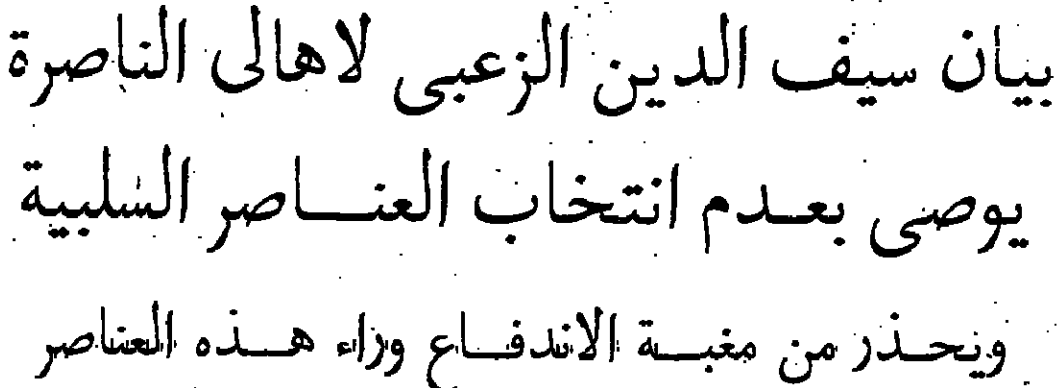 بيان سيف الدين الزعبى لاهالى الناصرة
يوصى بعدم انتخاب العناصر السلبية
ويحذر من مغبة الاندفاع وراء هذه العناصر